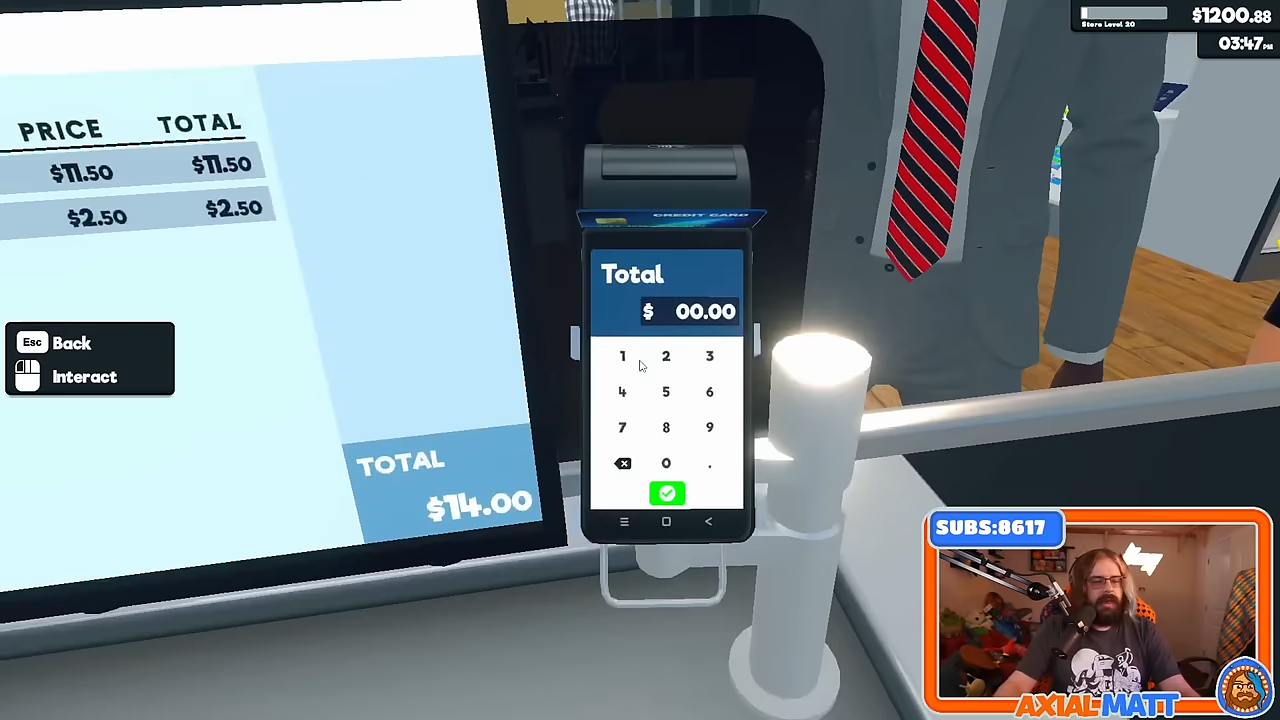 $1200.88
Store Level 20
03:47PM
PRICE TOTAL
$11.50 $11.50
$2.50 $2.50
CREDIT CARD
Total
$ 00.00
1 2 3
4 5 6
7 8 9
0 .
Esc Back
Interact
TOTAL
$14.00
SUBS:8617
AXIALMATT